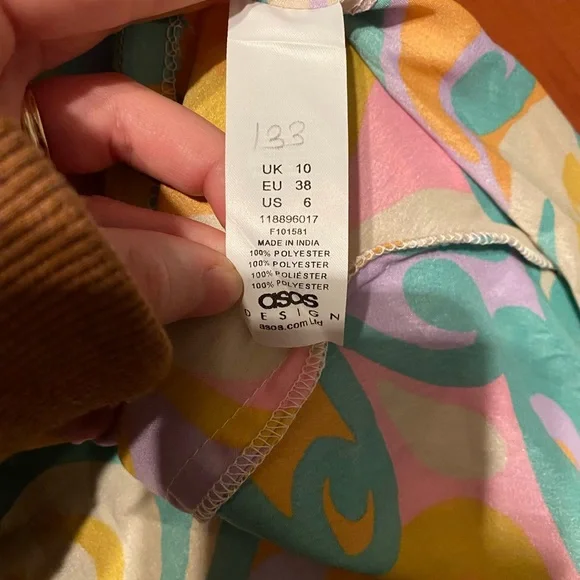 133
UK 10
EU 38
US 6
118896017
F101581
MADE IN INDIA
100% POLYESTER
100% POLYESTER
100% POLIÉSTER
100% POLYESTER
asos
DESIGN
asos.com Ltd